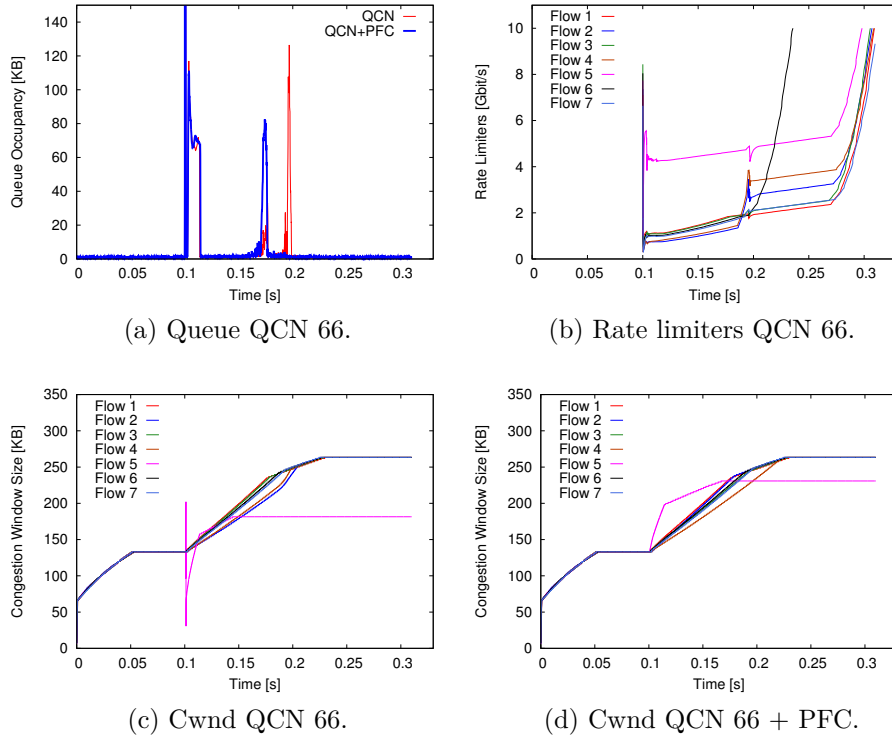 Queue Occupancy [KB]
140
120
100
80
60
40
20
0
QCN
QCN+PFC
0
0.05
0.1
0.15
0.2
0.25
0.3
Time [s]
(a) Queue QCN 66.
Rate Limiters [Gbit/s]
10
8
6
4
2
0
Flow 1
Flow 2
Flow 3
Flow 4
Flow 5
Flow 6
Flow 7
0
0.05
0.1
0.15
0.2
0.25
0.3
Time [s]
(b) Rate limiters QCN 66.
Congestion Window Size [KB]
350
300
250
200
150
100
50
0
Flow 1
Flow 2
Flow 3
Flow 4
Flow 5
Flow 6
Flow 7
0
0.05
0.1
0.15
0.2
0.25
0.3
Time [s]
(c) Cwnd QCN 66.
Congestion Window Size [KB]
350
300
250
200
150
100
50
0
Flow 1
Flow 2
Flow 3
Flow 4
Flow 5
Flow 6
Flow 7
0
0.05
0.1
0.15
0.2
0.25
0.3
Time [s]
(d) Cwnd QCN 66 + PFC.